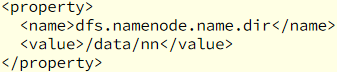 <property>
  <name>dfs.namenode.name.dir</name>
  <value>/data/nn</value>
</property>